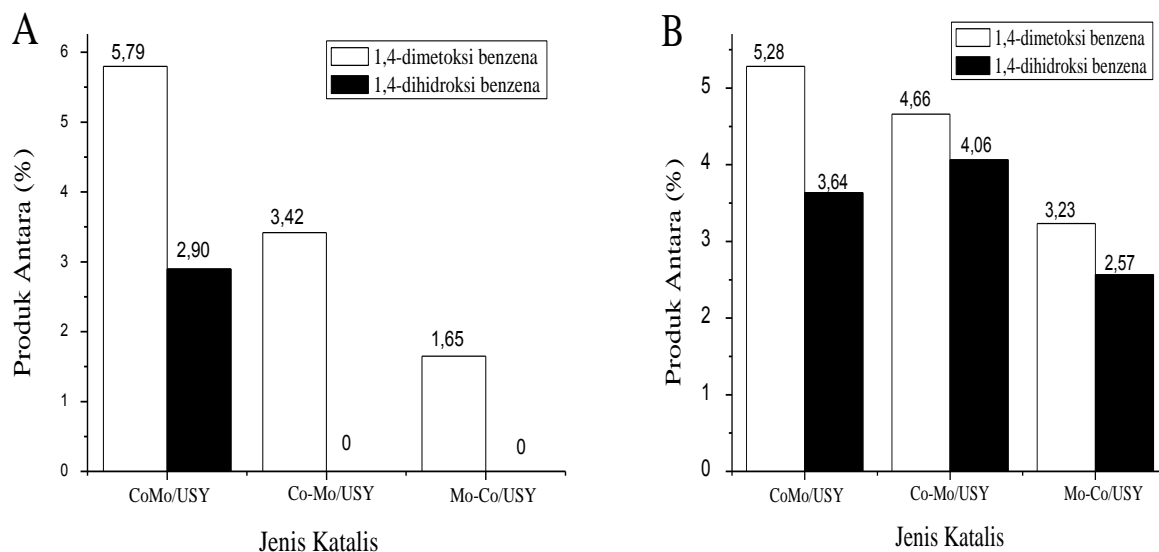 A
Produk Antara (%)
6
5
4
3
2
1
0
5,79
2,90
3,42
0
1,65
0
1,4-dimetoksi benzena
1,4-dihidroksi benzena
CoMo/USY
Co-Mo/USY
Mo-Co/USY
Jenis Katalis
B
Produk Antara (%)
5
4
3
2
1
0
5,28
3,64
4,66
4,06
3,23
2,57
1,4-dimetoksi benzena
1,4-dihidroksi benzena
CoMo/USY
Co-Mo/USY
Mo-Co/USY
Jenis Katalis